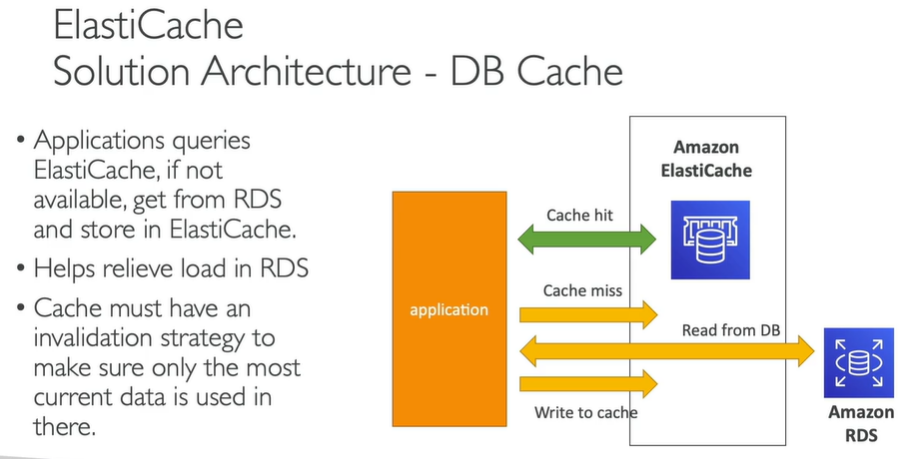 ElastiCache
Solution Architecture - DB Cache
• Applications queries
ElastiCache, if not
available, get from RDS
and store in ElastiCache.
• Helps relieve load in RDS
• Cache must have an
invalidation strategy to
make sure only the most
current data is used in
there.
application
Cache hit
Cache miss
Read from DB
Write to cache
Amazon
ElastiCache
Amazon
RDS